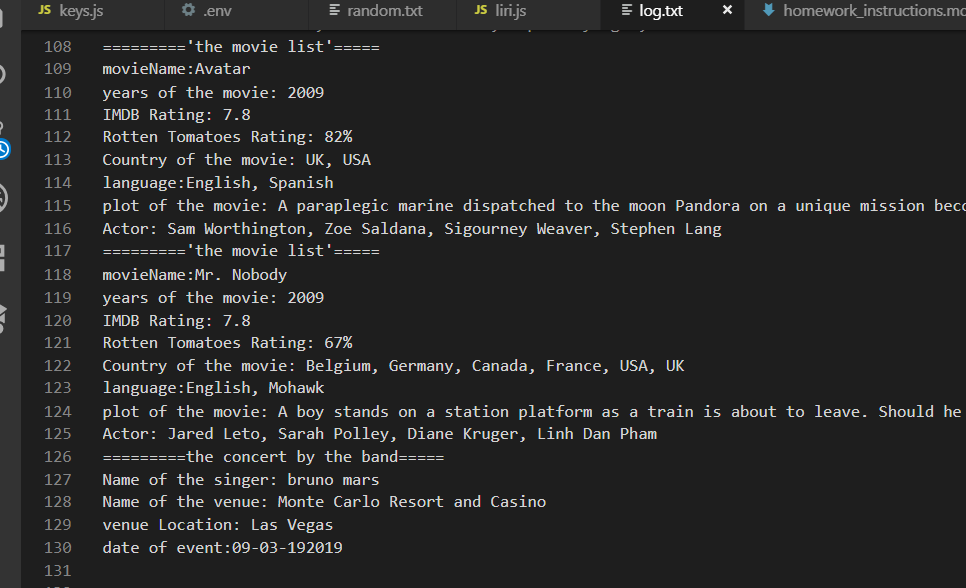 JS keys.js .env random.txt JS liri.js log.txt × homework_instructions.mc
108 ========='the movie list'=====
109 movieName:Avatar
110 years of the movie: 2009
111 IMDB Rating: 7.8
112 Rotten Tomatoes Rating: 82%
113 Country of the movie: UK, USA
114 language:English, Spanish
115 plot of the movie: A paraplegic marine dispatched to the moon Pandora on a unique mission beco
116 Actor: Sam Worthington, Zoe Saldana, Sigourney Weaver, Stephen Lang
117 ========='the movie list'=====
118 movieName:Mr. Nobody
119 years of the movie: 2009
120 IMDB Rating: 7.8
121 Rotten Tomatoes Rating: 67%
122 Country of the movie: Belgium, Germany, Canada, France, USA, UK
123 language:English, Mohawk
124 plot of the movie: A boy stands on a station platform as a train is about to leave. Should he
125 Actor: Jared Leto, Sarah Polley, Diane Kruger, Linh Dan Pham
126 =========the concert by the band=====
127 Name of the singer: bruno mars
128 Name of the venue: Monte Carlo Resort and Casino
129 venue Location: Las Vegas
130 date of event:09-03-192019
131